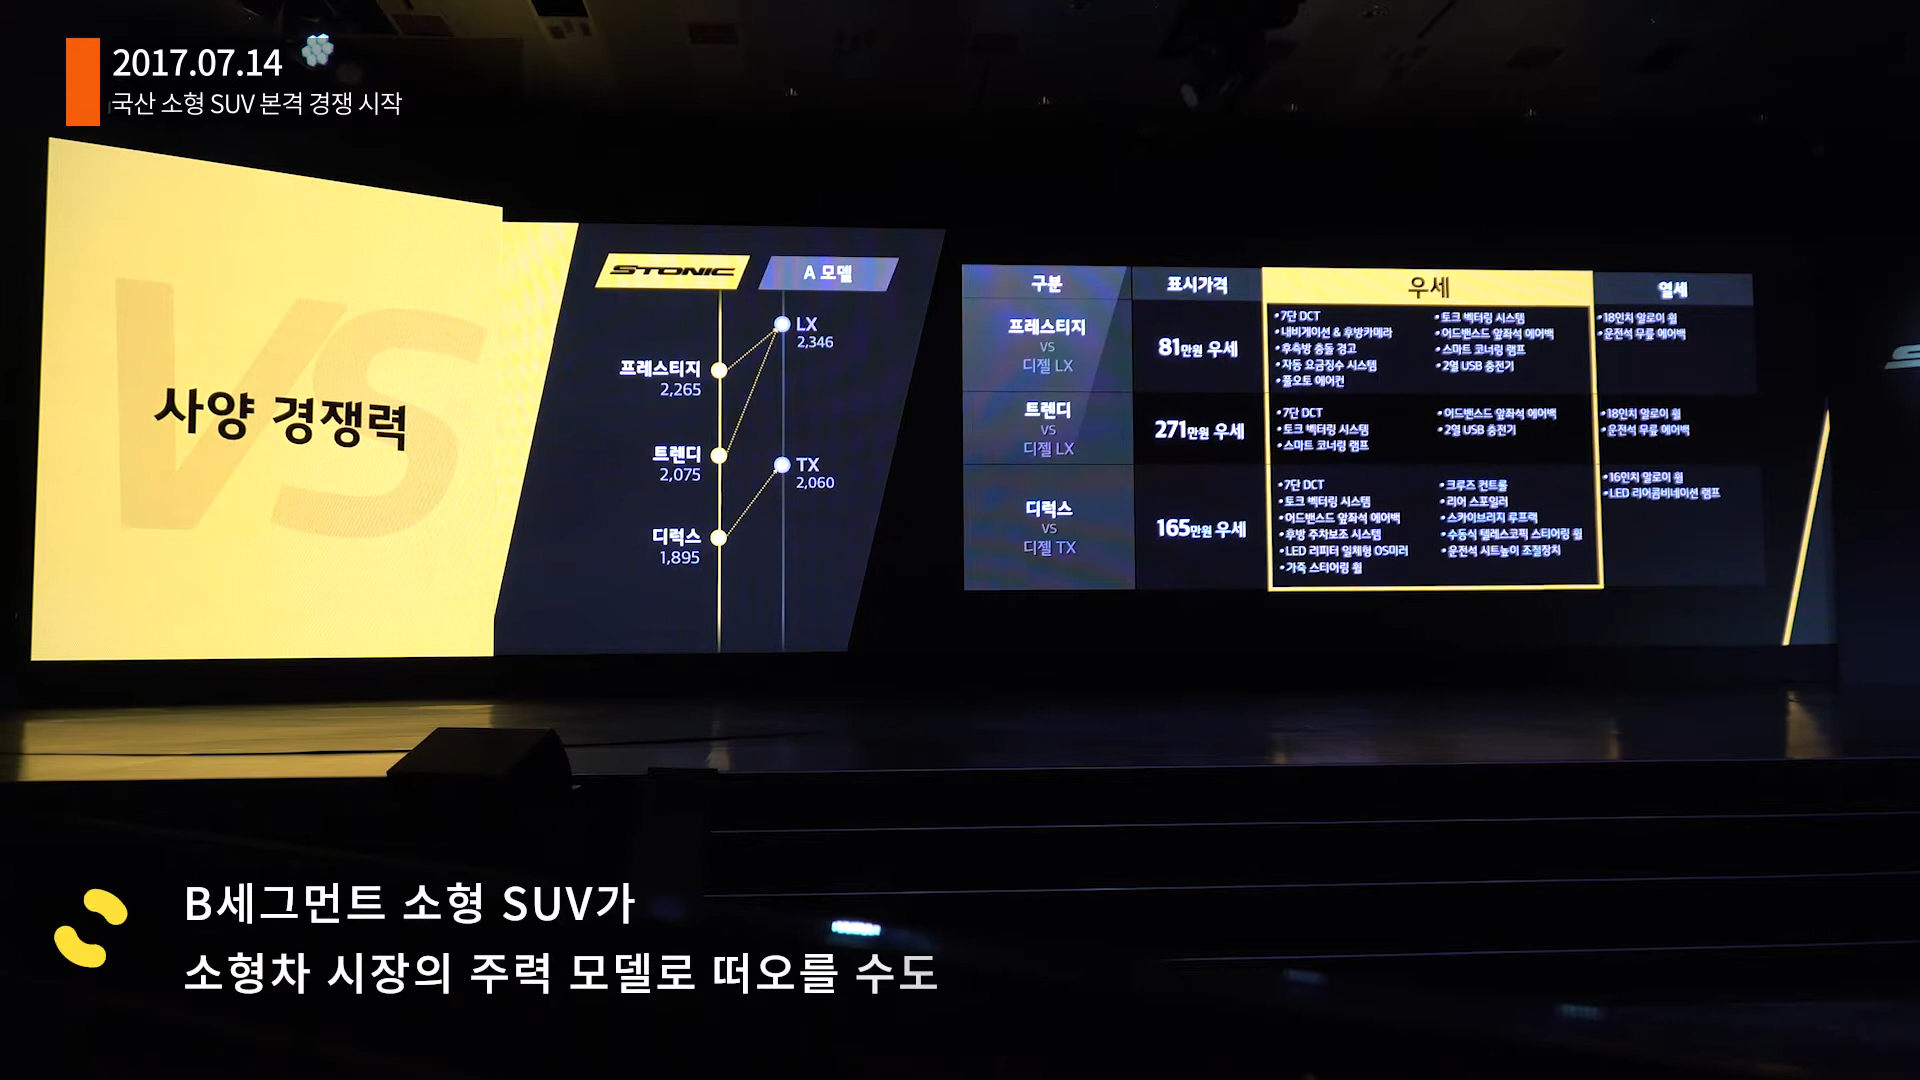 2017.07.14
국산 소형 SUV 본격 경쟁 시작
VS
사양 경쟁력
STONIC
A 모델
LX
2,346
프레스티지
2,265
트렌디
2,075
TX
2,060
디럭스
1,895
구분
표시가격
우세
열세
프레스티지
vs
디젤 LX
81만원 우세
•7단 DCT
•내비게이션 & 후방카메라
•후측방 충돌 경고
•자동 요금징수 시스템
•풀오토 에어컨
•토크 벡터링 시스템
•어드밴스드 앞좌석 에어백
•스마트 코너링 램프
•2열 USB 충전기
•18인치 알로이 휠
•운전석 무릎 에어백
트렌디
vs
디젤 LX
271만원 우세
•7단 DCT
•토크 벡터링 시스템
•스마트 코너링 램프
•어드밴스드 앞좌석 에어백
•2열 USB 충전기
•18인치 알로이 휠
•운전석 무릎 에어백
디럭스
vs
디젤 TX
165만원 우세
•7단 DCT
•토크 벡터링 시스템
•어드밴스드 앞좌석 에어백
•후방 주차보조 시스템
•LED 리피터 일체형 OS미러
•가죽 스티어링 휠
•크루즈 컨트롤
•리어 스포일러
•스카이브리지 루프랙
•수동식 텔레스코픽 스티어링 휠
•운전석 시트높이 조절장치
•16인치 알로이 휠
•LED 리어콤비네이션 램프
B세그먼트 소형 SUV가
소형차 시장의 주력 모델로 떠오를 수도